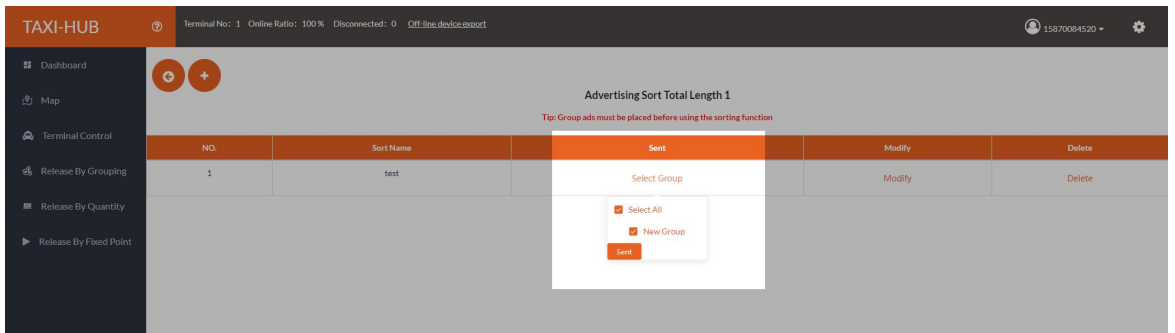 TAXI-HUB
Terminal No: 1 Online Ratio: 100% Disconnected: 0 Off-line device export
15870084520
Dashboard
Map
Terminal Control
Release By Grouping
Release By Quantity
Release By Fixed Point
Advertising Sort Total Length 1
Tip: Group ads must be placed before using the sorting function
NO. Sort Name Sent Modify Delete
1 test Select Group Modify Delete
Select All
New Group
Sent